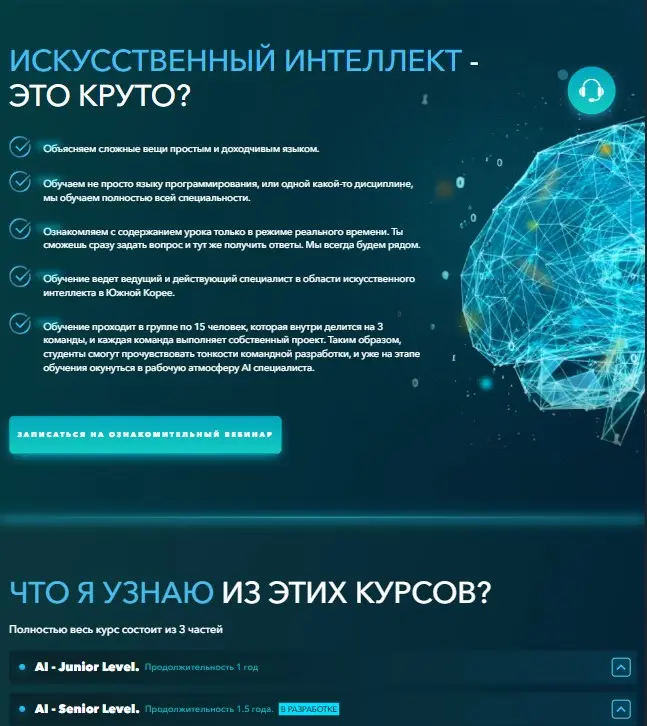 ИСКУССТВЕННЫЙ ИНТЕЛЛЕКТ -
ЭТО КРУТО?
Объясняем сложные вещи простым и доходчивым языком.
Обучаем не просто языку программирования, или одной какой-то дисциплине,
мы обучаем полностью всей специальности.
Ознакомляем с содержанием урока только в режиме реального времени. Ты
сможешь сразу задать вопрос и тут же получить ответы. Мы всегда будем рядом.
Обучение ведет ведущий и действующий специалист в области искусственного
интеллекта в Южной Корее.
Обучение проходит в группе по 15 человек, которая внутри делится на 3
команды, и каждая команда выполняет собственный проект. Таким образом,
студенты смогут прочувствовать тонкости командной разработки, и уже на этапе
обучения окунуться в рабочую атмосферу AI специалиста.
ЗАПИСАТЬСЯ НА ОЗНАКОМИТЕЛЬНЫЙ ВЕБИНАР
ЧТО Я УЗНАЮ ИЗ ЭТИХ КУРСОВ?
Полностью весь курс состоит из 3 частей
AI - Junior Level. Продолжительность 1 год
AI - Senior Level. Продолжительность 1.5 года. В РАЗРАБОТКЕ